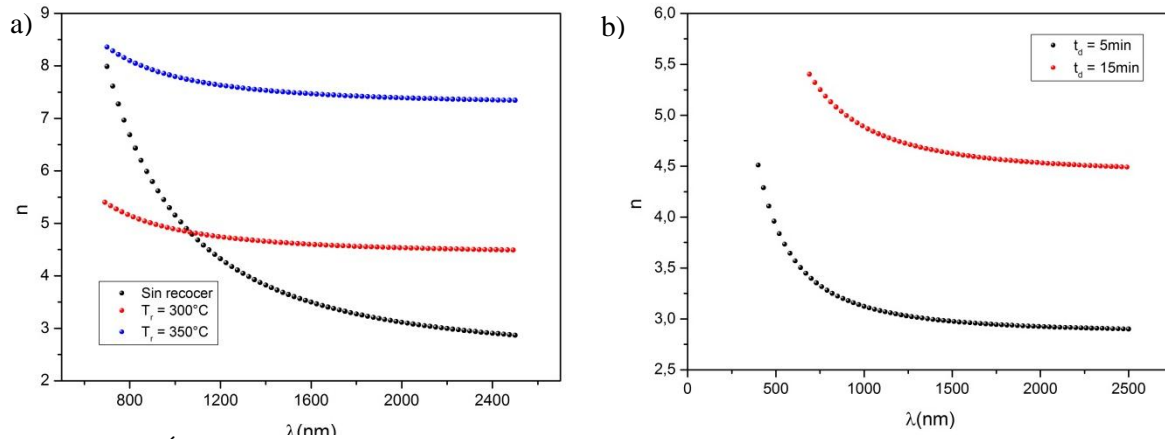 a)
9
8
7
6
5
4
3
2
n
Sin recocer
T_r = 300°C
T_r = 350°C
800 1200 1600 2000 2400
λ(nm)
b)
6,0
5,5
5,0
4,5
4,0
3,5
3,0
2,5
n
t_d = 5min
t_d = 15min
0 500 1000 1500 2000 2500
λ(nm)